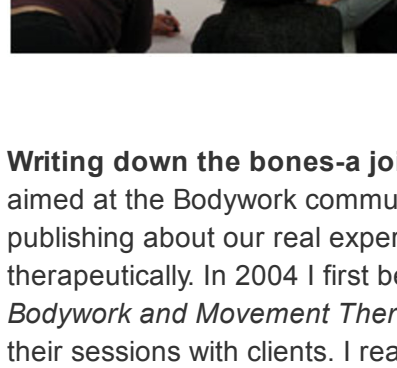 Writing down the bones-a
aimed at the Bodywork
publishing about our real
therapeutically. In 2004 I first
Bodywork and Movement
their sessions with clients. I